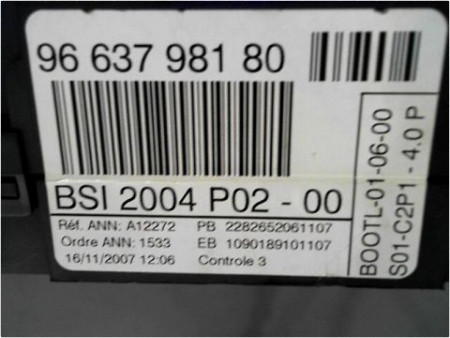 96 637 981 80
BSI 2004 P02 - 00
Réf. ANN: A12272 PB 2282652061107
Ordre ANN: 1533 EB 1090189101107
16/11/2007 12:06 Controle 3
BOOTL-01-06-00
S01-C2P1 - 4.0 P